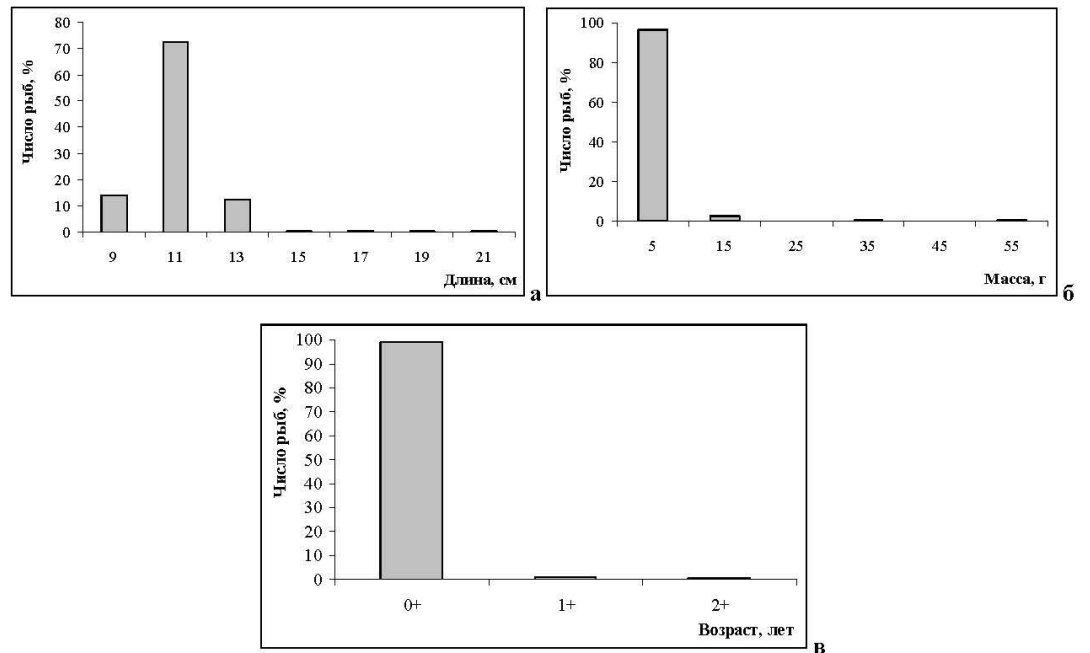 Число рыб, %
80
70
60
50
40
30
20
10
0
9 11 13 15 17 19 21
Длина, см
а
Число рыб, %
100
80
60
40
20
0
5 15 25 35 45 55
Масса, г
б
Число рыб, %
100
90
80
70
60
50
40
30
20
10
0
0+ 1+ 2+
Возраст, лет
в